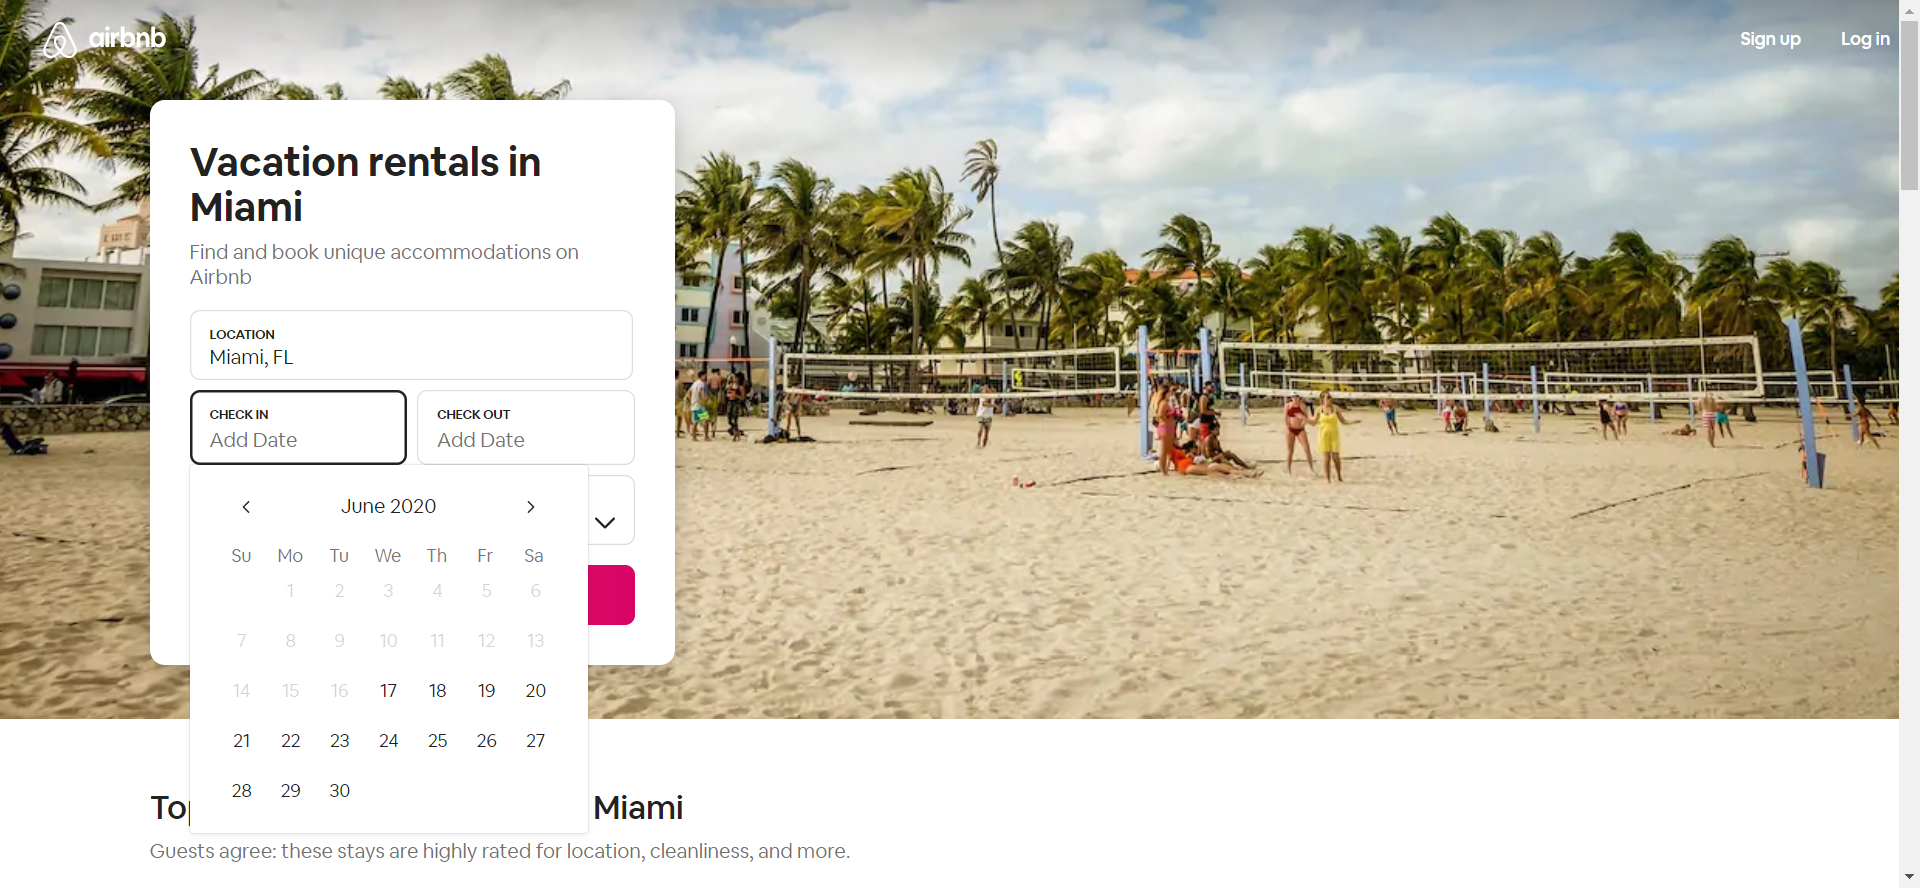 airbnb
Sign up
Log in
Vacation rentals in
Miami
Find and book unique accommodations on
Airbnb
LOCATION
Miami, FL
CHECK IN
Add Date
CHECK OUT
Add Date
June 2020
Su Mo Tu We Th Fr Sa
1 2 3 4 5 6
7 8 9 10 11 12 13
14 15 16 17 18 19 20
21 22 23 24 25 26 27
28 29 30
Miami
Guests agree: these stays are highly rated for location, cleanliness, and more.